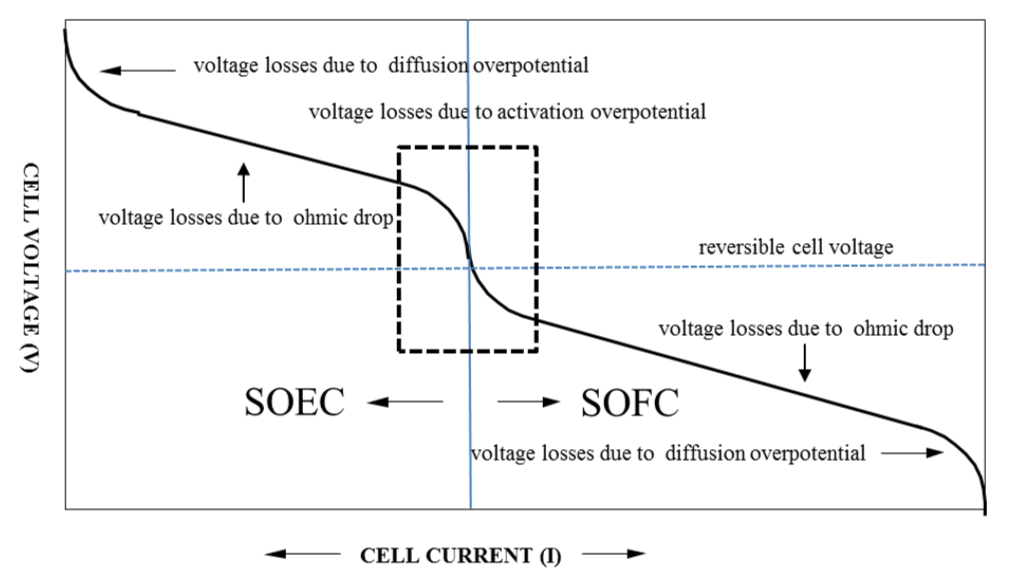 voltage losses due to diffusion overpotential
voltage losses due to activation overpotential
voltage losses due to ohmic drop
CELL VOLTAGE (V)
reversible cell voltage
voltage losses due to ohmic drop
SOEC
SOFC
voltage losses due to diffusion overpotential
CELL CURRENT (I)